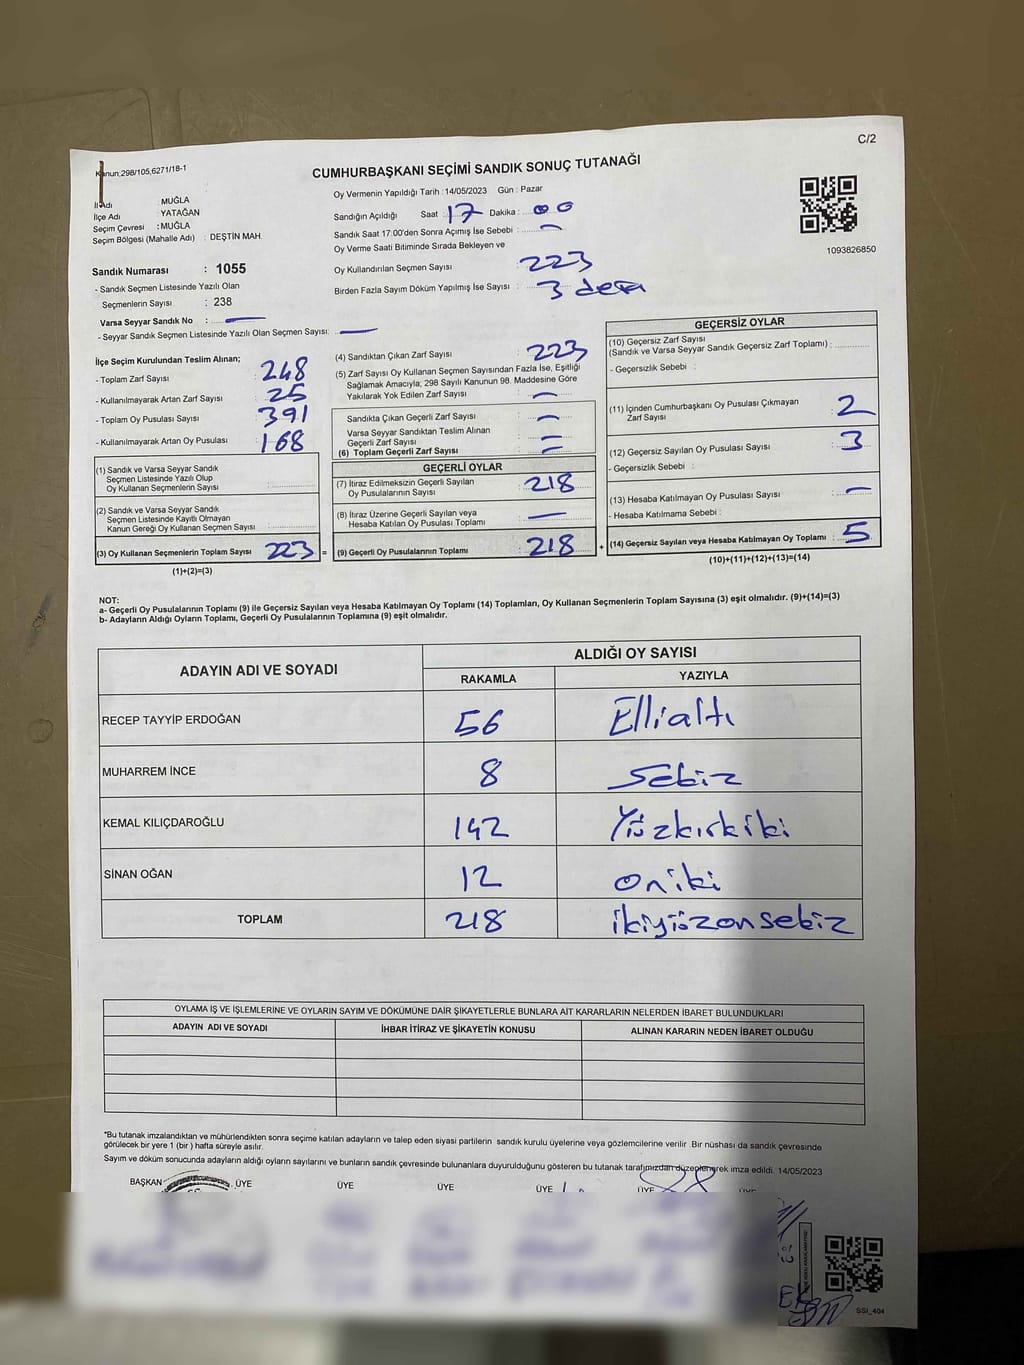 C/2
Kanun:298/105,6271/18-1
CUMHURBAŞKANI SEÇİMİ SANDIK SONUÇ TUTANAĞI
İl Adı : MUĞLA
İlçe Adı : YATAĞAN
Seçim Çevresi : MUĞLA
Seçim Bölgesi (Mahalle Adı) : DEŞTİN MAH.
Oy Vermenin Yapıldığı Tarih : 14/05/2023 Gün : Pazar
Sandığın Açıldığı Saat : 17 Dakika : 00
Sandık Saat 17:00'den Sonra Açımış İse Sebebi : —
Oy Verme Saati Bitiminde Sırada Bekleyen ve
Oy Kullandırılan Seçmen Sayısı : 223
Birden Fazla Sayım Döküm Yapılmış İse Sayısı : 3 defa
1093826850
Sandık Numarası : 1055
- Sandık Seçmen Listesinde Yazılı Olan
Seçmenlerin Sayısı : 238
Varsa Seyyar Sandık No : —
- Seyyar Sandık Seçmen Listesinde Yazılı Olan Seçmen Sayısı: —
İlçe Seçim Kurulundan Teslim Alınan;
- Toplam Zarf Sayısı : 248
- Kullanılmayarak Artan Zarf Sayısı : 25
- Toplam Oy Pusulası Sayısı : 391
- Kullanılmayarak Artan Oy Pusulası : 168
(1) Sandık ve Varsa Seyyar Sandık
Seçmen Listesinde Yazılı Olup
Oy Kullanan Seçmenlerin Sayısı :
(2) Sandık ve Varsa Seyyar Sandık
Seçmen Listesinde Kayıtlı Olmayan
Kanun Gereği Oy Kullanan Seçmen Sayısı :
(3) Oy Kullanan Seçmenlerin Toplam Sayısı : 223 =
(1)+(2)=(3)
(4) Sandıktan Çıkan Zarf Sayısı : 223
(5) Zarf Sayısı Oy Kullanan Seçmen Sayısından Fazla İse, Eşitliği
Sağlamak Amacıyla; 298 Sayılı Kanunun 98. Maddesine Göre
Yakılarak Yok Edilen Zarf Sayısı : —
Sandıkta Çıkan Geçerli Zarf Sayısı : —
Varsa Seyyar Sandıktan Teslim Alınan
Geçerli Zarf Sayısı : —
(6) Toplam Geçerli Zarf Sayısı : —
GEÇERLİ OYLAR
(7) İtiraz Edilmeksizin Geçerli Sayılan
Oy Pusulalarının Sayısı : 218
(8) İtiraz Üzerine Geçerli Sayılan veya
Hesaba Katılan Oy Pusulası Toplamı : —
(9) Geçerli Oy Pusulalarının Toplamı : 218 +
GEÇERSİZ OYLAR
(10) Geçersiz Zarf Sayısı
(Sandık ve Varsa Seyyar Sandık Geçersiz Zarf Toplamı) :
- Geçersizlik Sebebi :
(11) İçinden Cumhurbaşkanı Oy Pusulası Çıkmayan
Zarf Sayısı : 2
(12) Geçersiz Sayılan Oy Pusulası Sayısı : 3
- Geçersizlik Sebebi :
(13) Hesaba Katılmayan Oy Pusulası Sayısı : —
- Hesaba Katılmama Sebebi :
(14) Geçersiz Sayılan veya Hesaba Katılmayan Oy Toplamı : 5
(10)+(11)+(12)+(13)=(14)
NOT:
a- Geçerli Oy Pusulalarının Toplamı (9) ile Geçersiz Sayılan veya Hesaba Katılmayan Oy Toplamı (14) Toplamları, Oy Kullanan Seçmenlerin Toplam Sayısına (3) eşit olmalıdır. (9)+(14)=(3)
b- Adayların Aldığı Oyların Toplamı, Geçerli Oy Pusulalarının Toplamına (9) eşit olmalıdır.
ADAYIN ADI VE SOYADI ALDIĞI OY SAYISI
RAKAMLA YAZIYLA
RECEP TAYYİP ERDOĞAN 56 Ellialtı
MUHARREM İNCE 8 Sekiz
KEMAL KILIÇDAROĞLU 142 Yüzkırkiki
SİNAN OĞAN 12 oniki
TOPLAM 218 ikiyüzonsekiz
OYLAMA İŞ VE İŞLEMLERİNE VE OYLARIN SAYIM VE DÖKÜMÜNE DAİR ŞİKAYETLERLE BUNLARA AİT KARARLARIN NELERDEN İBARET BULUNDUKLARI
ADAYIN ADI VE SOYADI İHBAR İTİRAZ VE ŞİKAYETİN KONUSU ALINAN KARARIN NEDEN İBARET OLDUĞU
*Bu tutanak imzalandıktan ve mühürlendikten sonra seçime katılan adayların ve talep eden siyasi partilerin sandık kurulu üyelerine veya gözlemcilerine verilir .Bir nüshası da sandık çevresinde
görülecek bir yere 1 (bir ) hafta süreyle asılır.
Sayım ve döküm sonucunda adayların aldığı oyların sayılarını ve bunların sandık çevresinde bulunanlara duyurulduğunu gösteren bu tutanak tarafımızdan düzenlenerek imza edildi. 14/05/2023
BAŞKAN ÜYE ÜYE ÜYE ÜYE ÜYE ÜYE
SSI_404